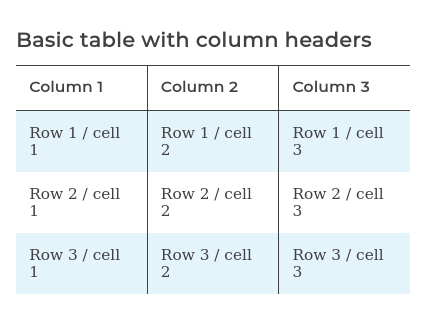 Basic table with column headers
Column 1 Column 2 Column 3
Row 1 / cell Row 1 / cell Row 1 / cell
1 2 3
Row 2 / cell Row 2 / cell Row 2 / cell
1 2 3
Row 3 / cell Row 3 / cell Row 3 / cell
1 2 3